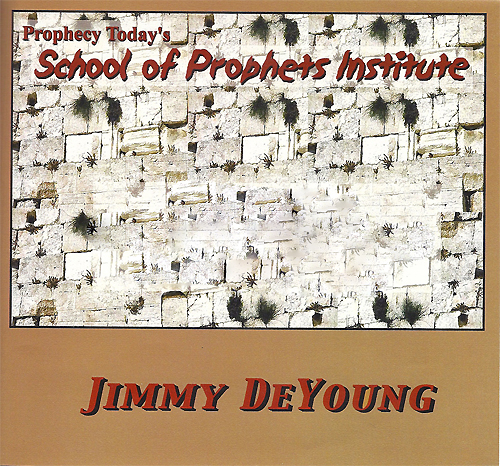 Prophecy Today's
School of Prophets Institute
JIMMY DEYOUNG